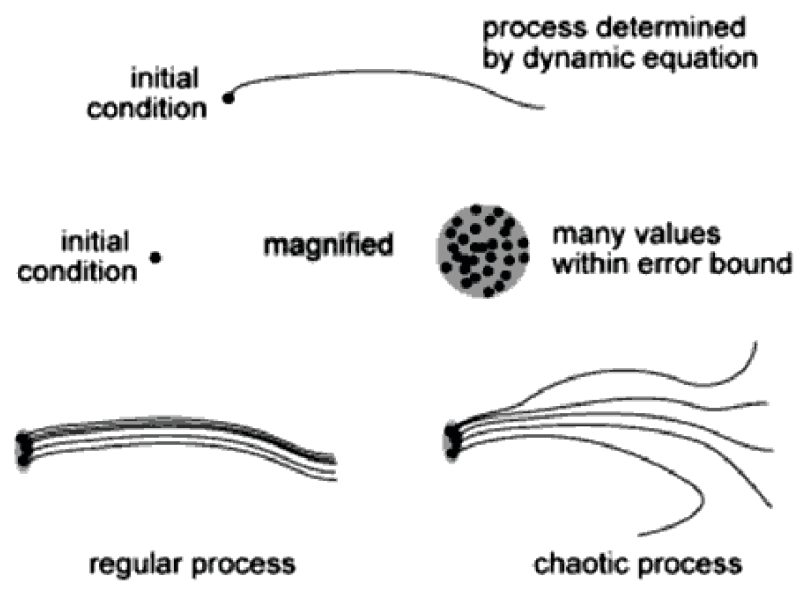 process determined
by dynamic equation
initial
condition
initial
condition
magnified
many values
within error bound
regular process
chaotic process